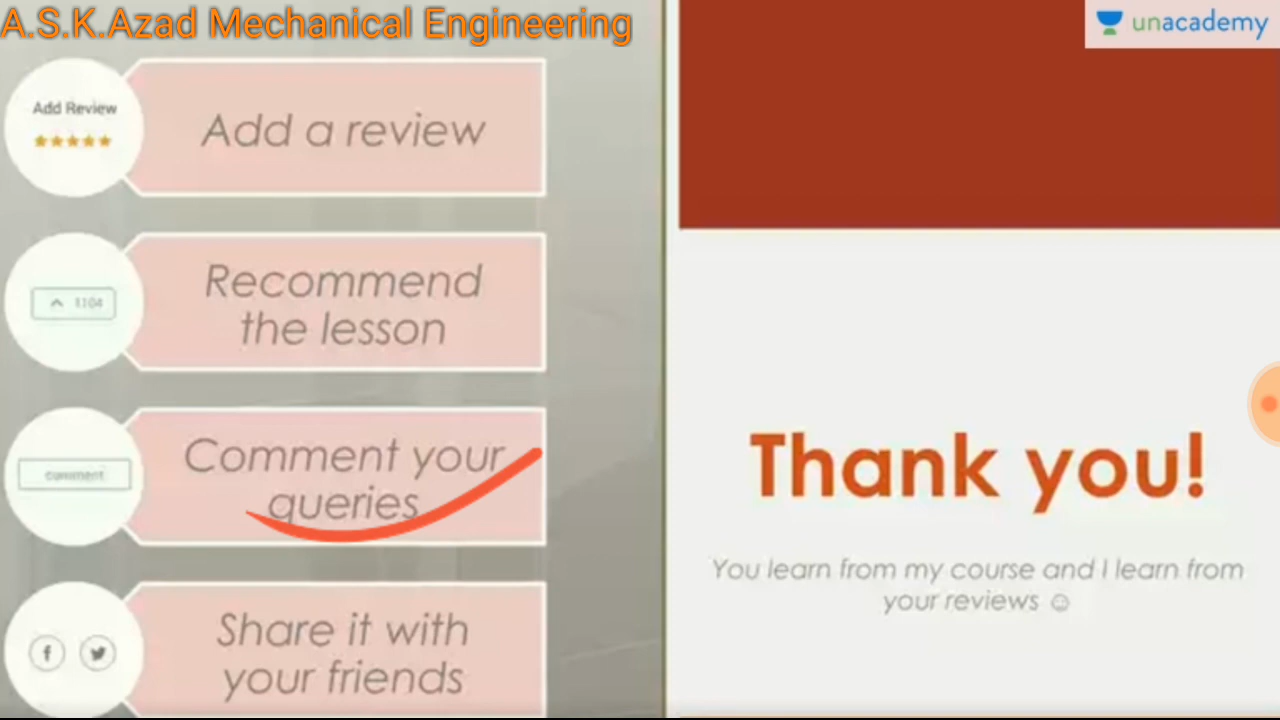 A.S.K.Azad Mechanical Engineering
unacademy
Add Review
Add a review
1104
Recommend
the lesson
comment
Comment your
queries
f
Share it with
your friends
Thank you!
You learn from my course and I learn from
your reviews ☺